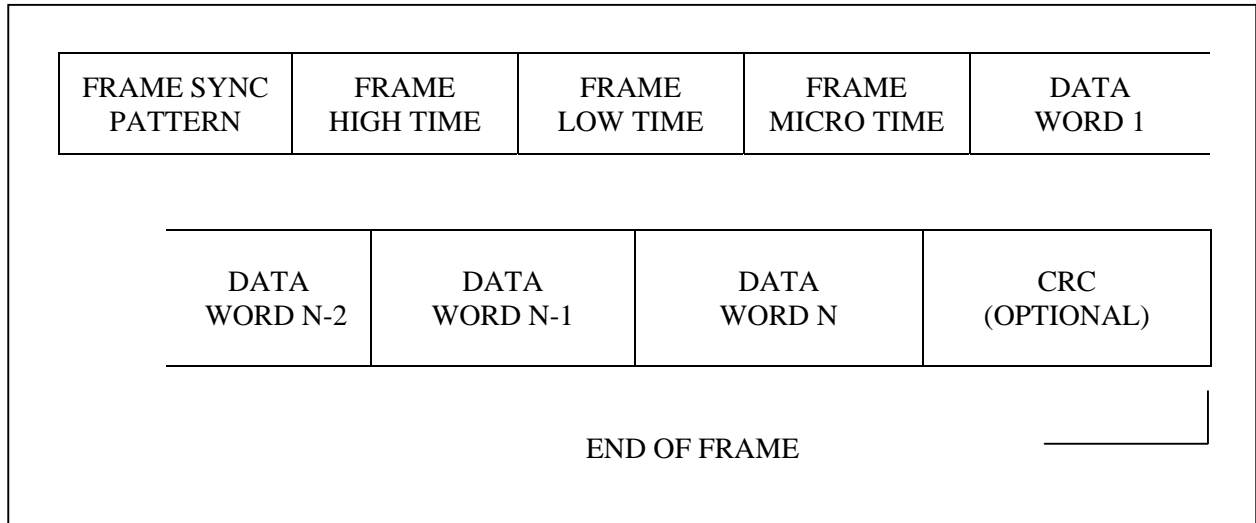 FRAME SYNC
PATTERN
FRAME
HIGH TIME
FRAME
LOW TIME
FRAME
MICRO TIME
DATA
WORD 1
DATA
WORD N-2
DATA
WORD N-1
DATA
WORD N
CRC
(OPTIONAL)
END OF FRAME